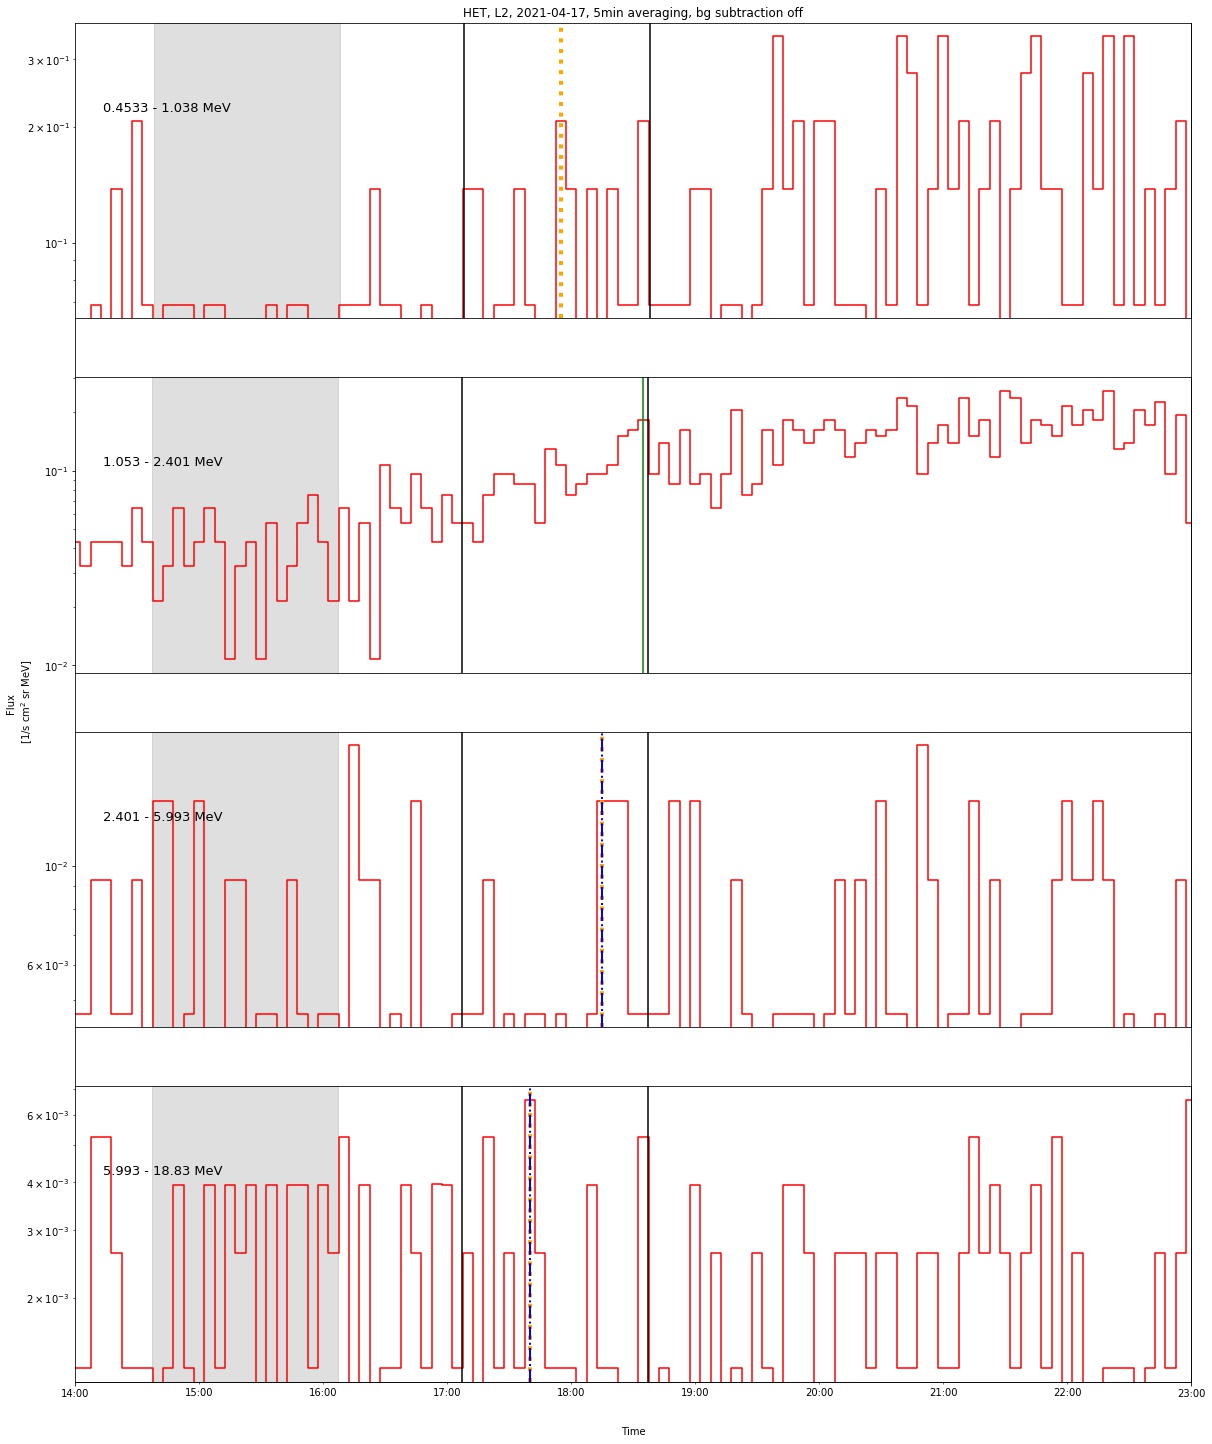 HET, L2, 2021-04-17, 5min averaging, bg subtraction off
3 × 10⁻¹
0.4533 - 1.038 MeV
2 × 10⁻¹
10⁻¹
1.053 - 2.401 MeV
10⁻¹
10⁻²
Flux
[1/s cm² sr MeV]
2.401 - 5.993 MeV
10⁻²
6 × 10⁻³
6 × 10⁻³
5.993 - 18.83 MeV
4 × 10⁻³
3 × 10⁻³
2 × 10⁻³
14:00 15:00 16:00 17:00 18:00 19:00 20:00 21:00 22:00 23:00
Time